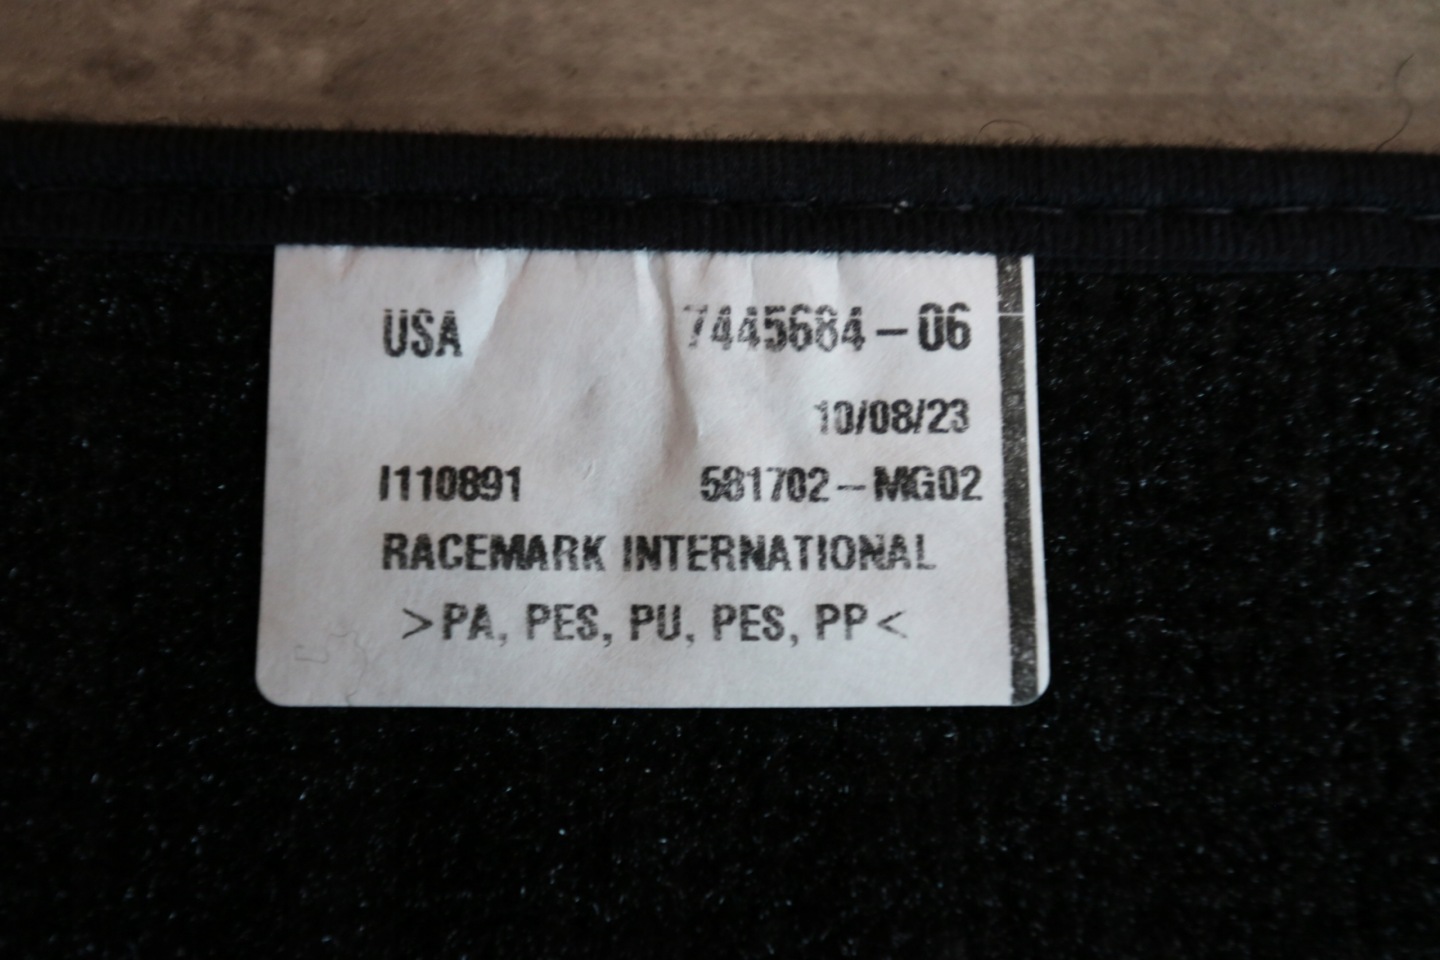 USA 7445684-06
10/08/23
I110891 581702-MG02
RACEMARK INTERNATIONAL
>PA, PES, PU, PES, PP<